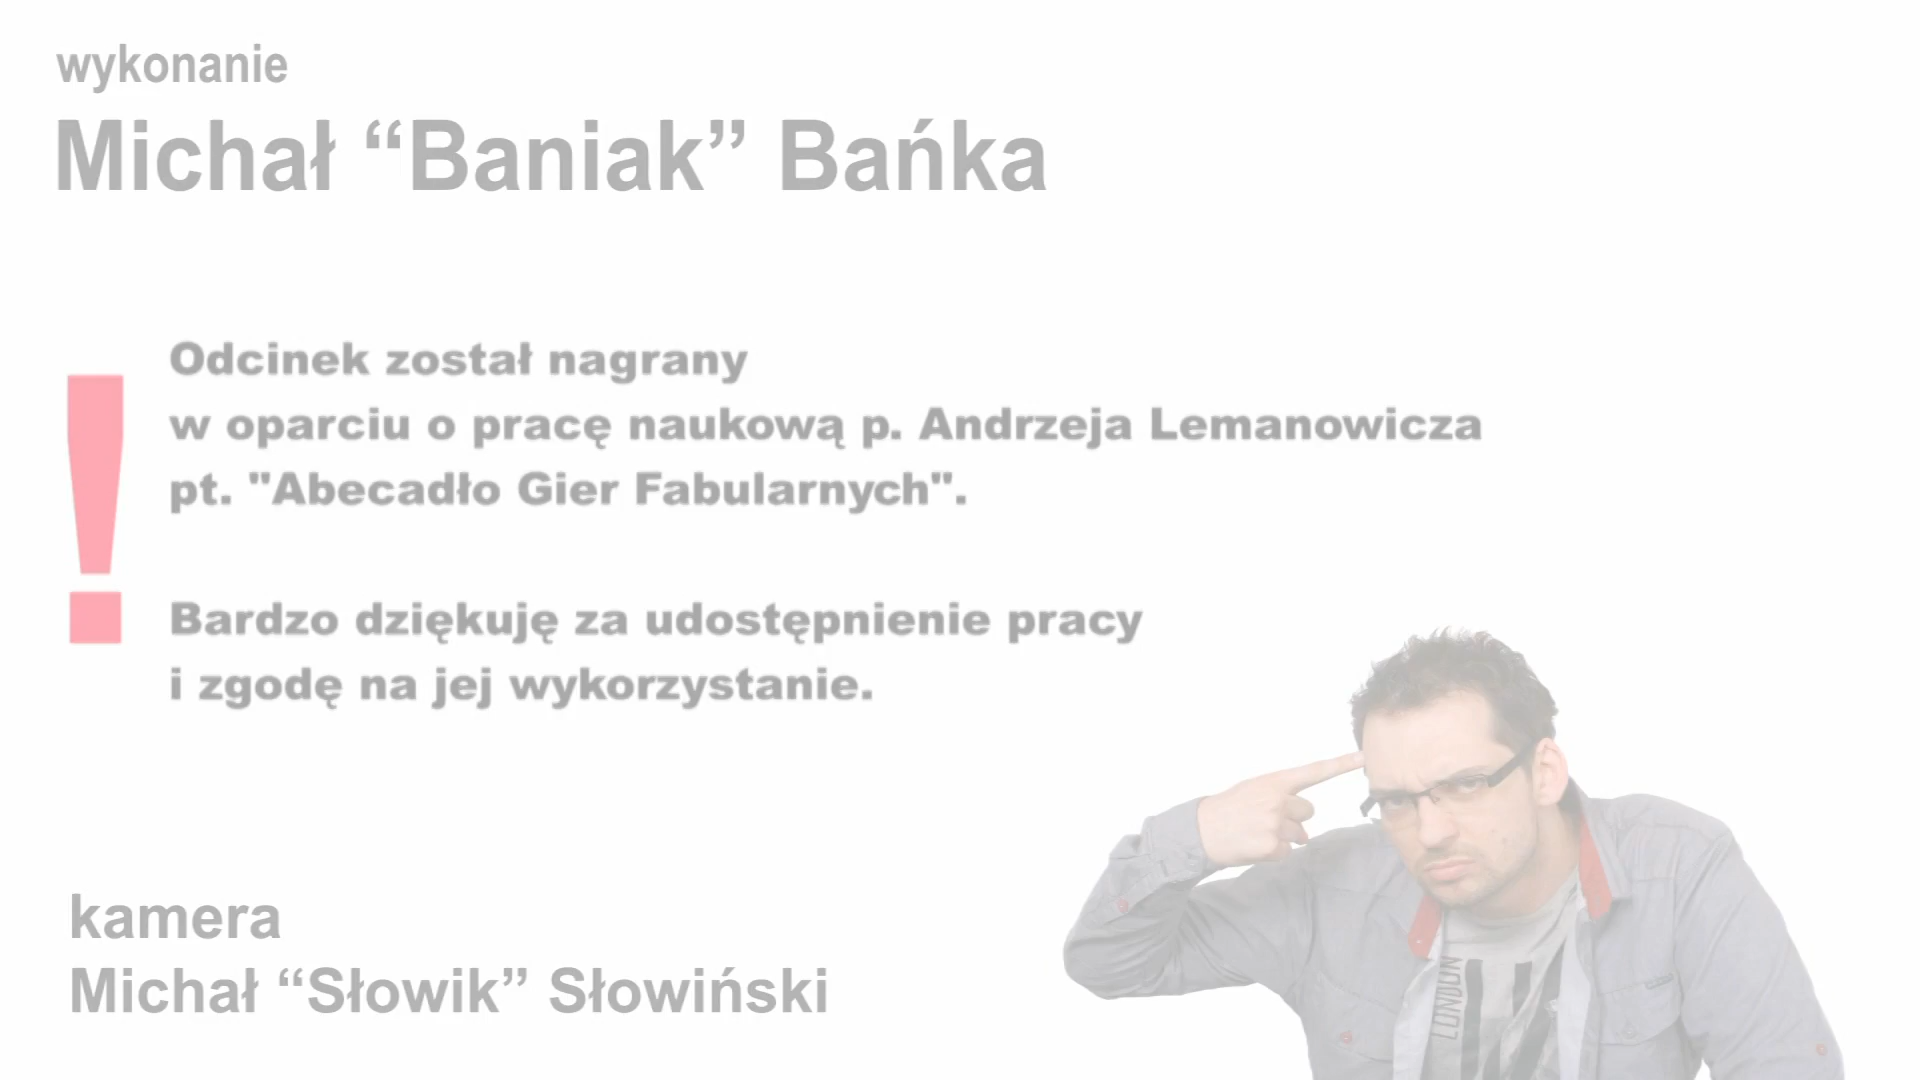 wykonanie
Michał “Baniak” Bańka
!
Odcinek został nagrany
w oparciu o pracę naukową p. Andrzeja Lemanowicza
pt. "Abecadło Gier Fabularnych".
Bardzo dziękuję za udostępnienie pracy
i zgodę na jej wykorzystanie.
kamera
Michał “Słowik” Słowiński
LONDON